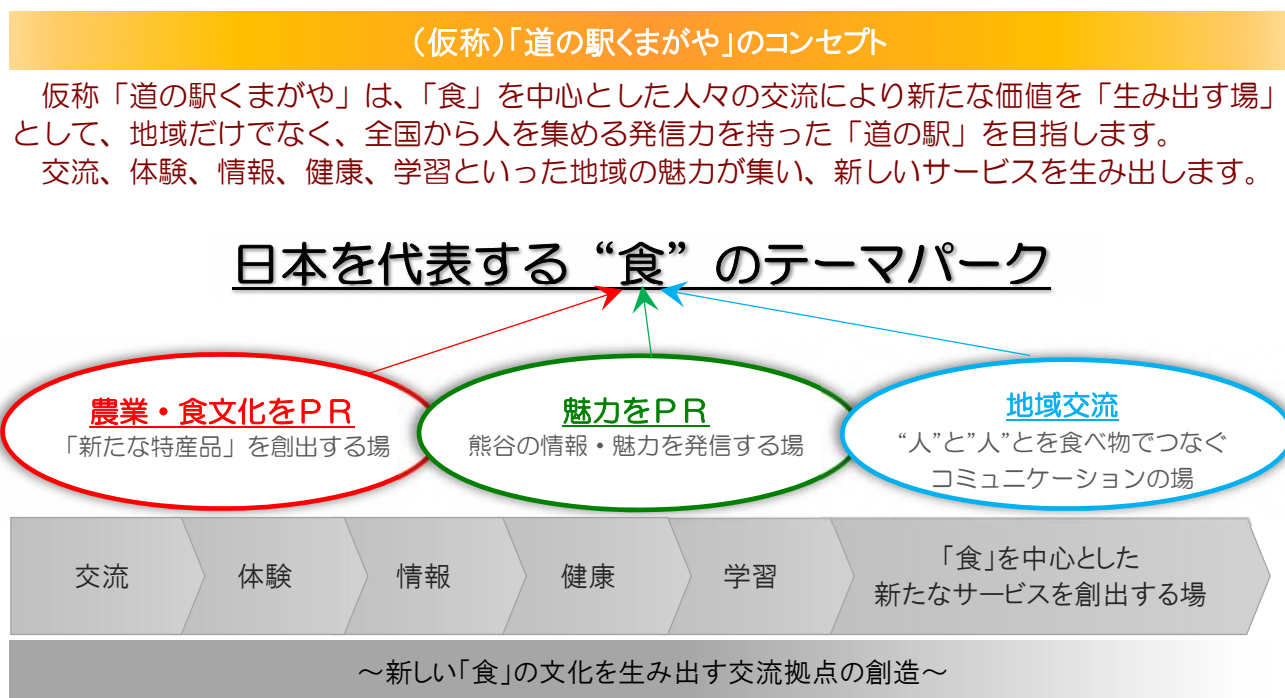 (仮称)「道の駅くまがや」のコンセプト
仮称「道の駅くまがや」は、「食」を中心とした人々の交流により新たな価値を「生み出す場」
として、地域だけでなく、全国から人を集める発信力を持った「道の駅」を目指します。
交流、体験、情報、健康、学習といった地域の魅力が集い、新しいサービスを生み出します。
日本を代表する“食”のテーマパーク
農業・食文化をPR
「新たな特産品」を創出する場
魅力をPR
熊谷の情報・魅力を発信する場
地域交流
“人”と”人”とを食べ物でつなぐ
コミュニケーションの場
交流
体験
情報
健康
学習
「食」を中心とした
新たなサービスを創出する場
～新しい「食」の文化を生み出す交流拠点の創造～